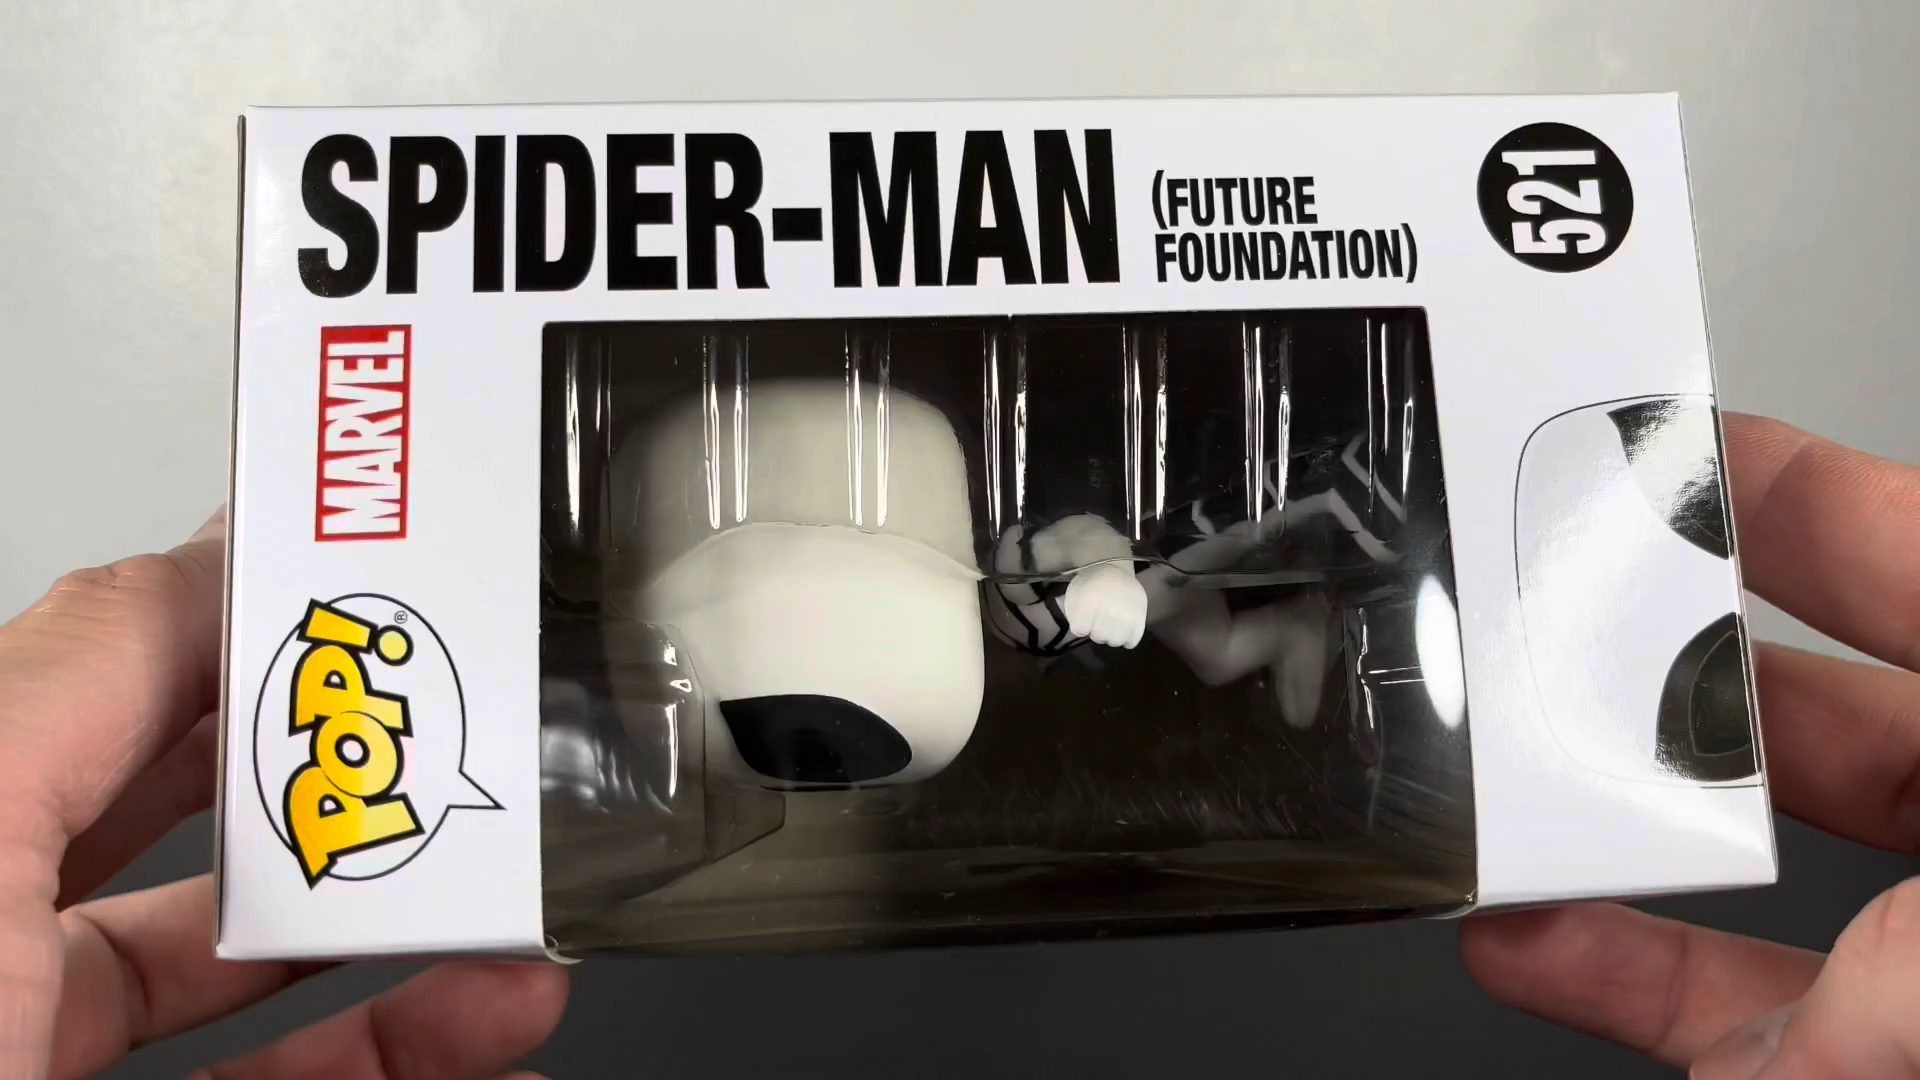 SPIDER-MAN
(FUTURE
FOUNDATION)
521
MARVEL
POP!
®